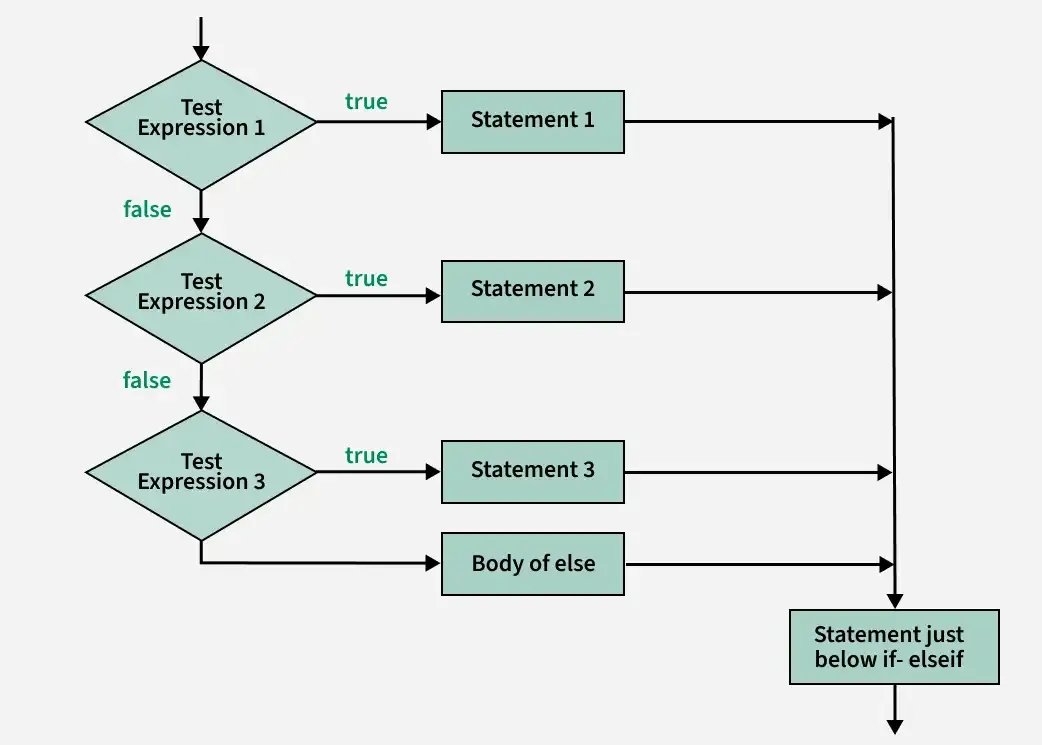 Test
Expression 1
true
Statement 1
false
Test
Expression 2
true
Statement 2
false
Test
Expression 3
true
Statement 3
Body of else
Statement just
below if- elseif